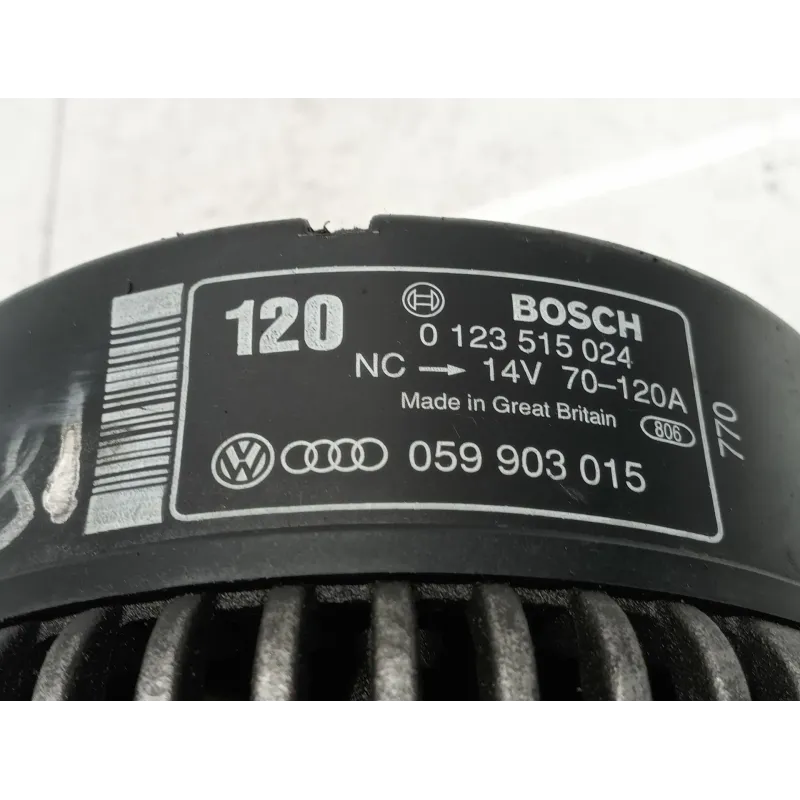 120
BOSCH
0 123 515 024
NC → 14V 70–120A
Made in Great Britain
806
VW 059 903 015
770